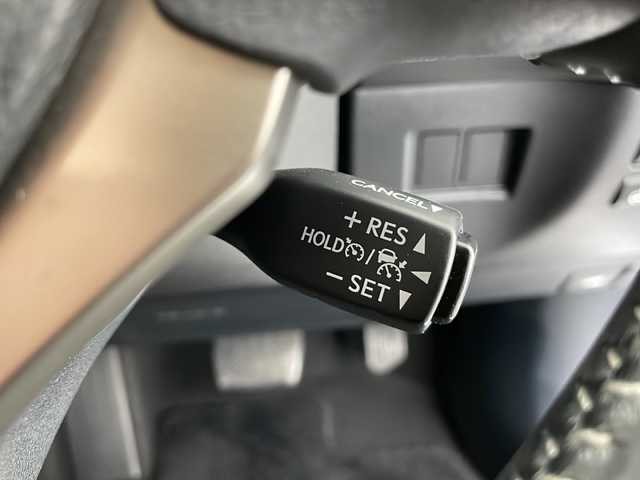 CANCEL▼
+ RES ▲
HOLD /
− SET ▼